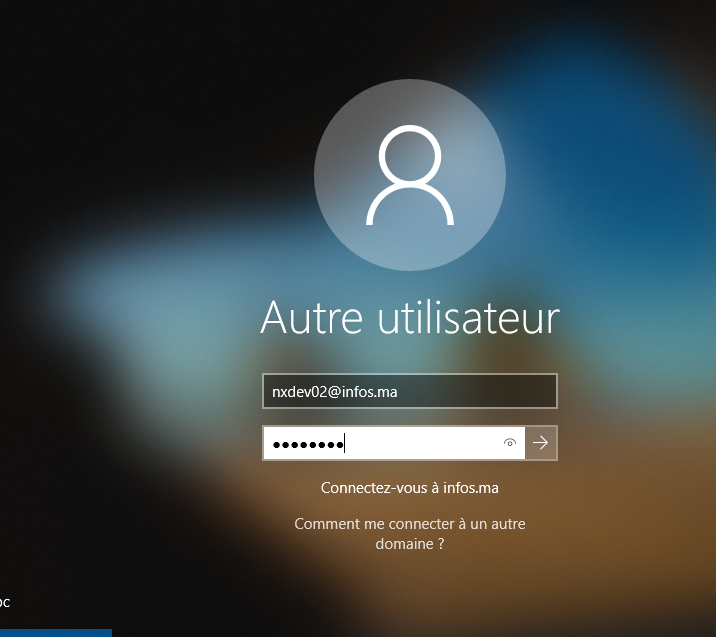 Autre utilisateur
nxdev02@infos.ma
●●●●●●●●
Connectez-vous à infos.ma
Comment me connecter à un autre
domaine ?